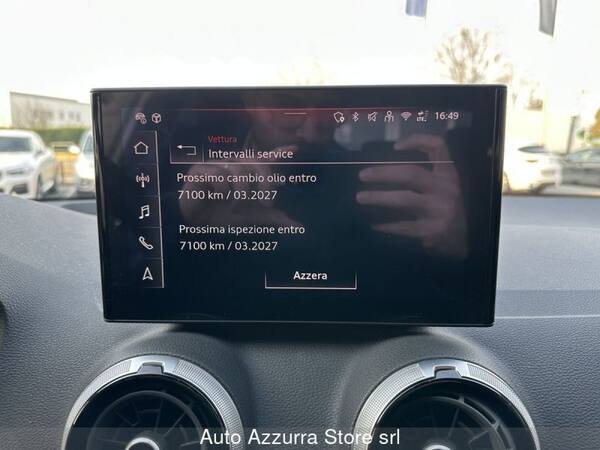 16:49
Vettura
Intervalli service
Prossimo cambio olio entro
7100 km / 03.2027
Prossima ispezione entro
7100 km / 03.2027
Azzera
Auto Azzurra Store srl